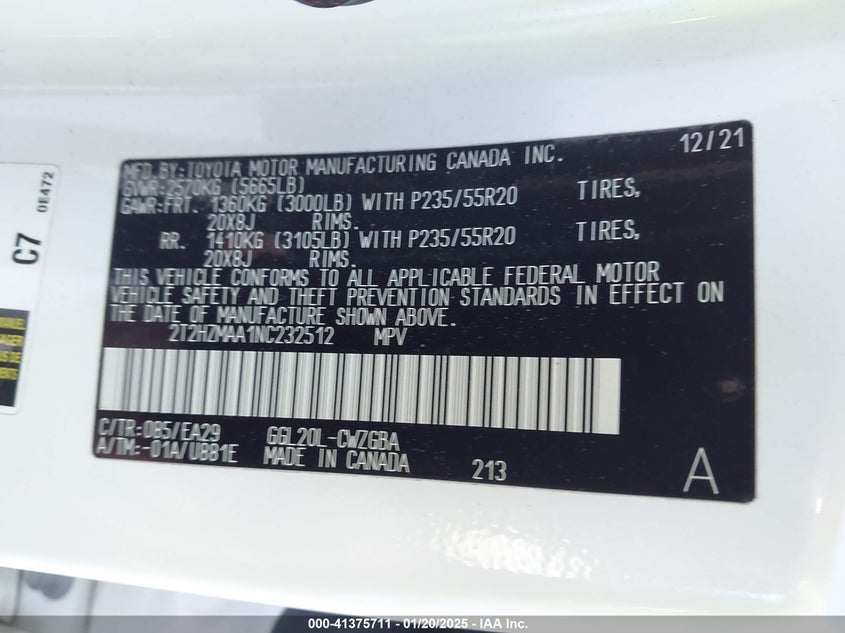 MFD.BY:TOYOTA MOTOR MANUFACTURING CANADA INC. 12/21
GVWR:2570KG (5665LB)
GAWR:FRT. 1360KG (3000LB) WITH P235/55R20 TIRES,
20X8J RIMS.
RR. 1410KG (3105LB) WITH P235/55R20 TIRES,
20X8J RIMS.
THIS VEHICLE CONFORMS TO ALL APPLICABLE FEDERAL MOTOR
VEHICLE SAFETY AND THEFT PREVENTION STANDARDS IN EFFECT ON
THE DATE OF MANUFACTURE SHOWN ABOVE.
2T2HZMAA1NC232512 MPV
C/TR:085/EA29 GGL20L-CWZGBA
A/TM:-01A/U881E MADE IN CANADA 213 A
C7 0E472
000-41375711 - 01/20/2025 - IAA Inc.